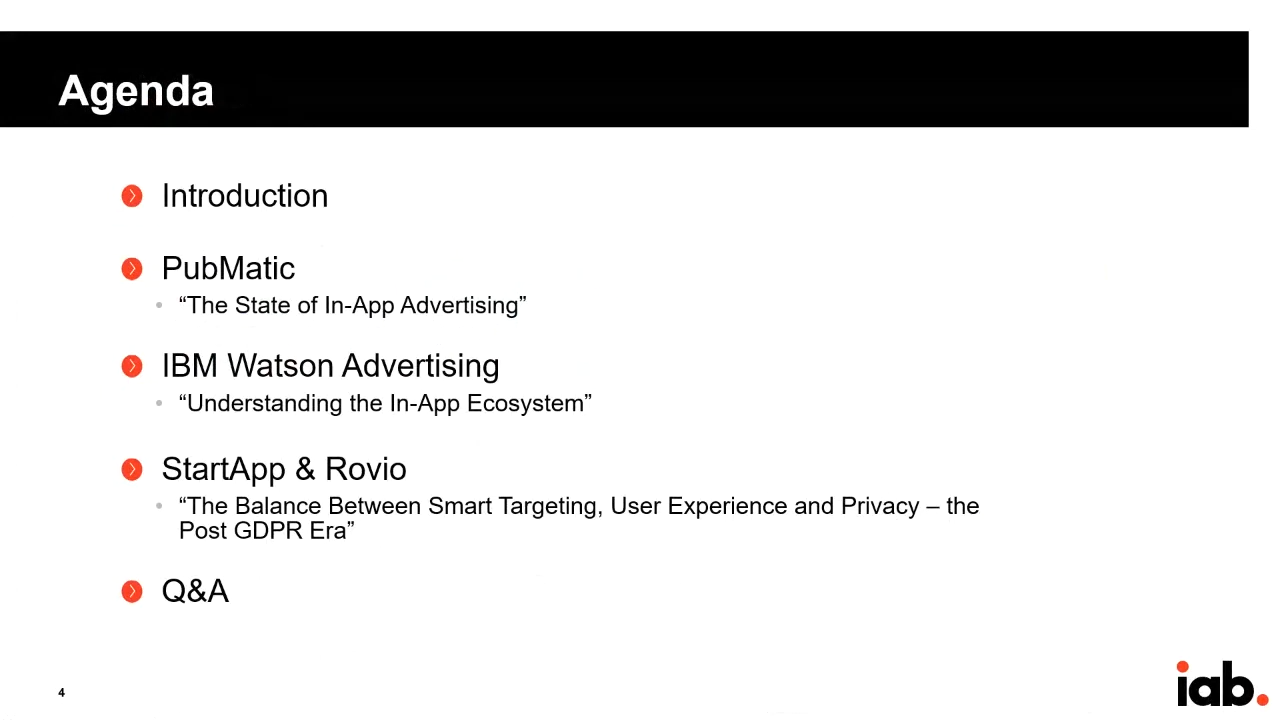 Agenda
Introduction
PubMatic
“The State of In-App Advertising”
IBM Watson Advertising
“Understanding the In-App Ecosystem”
StartApp & Rovio
“The Balance Between Smart Targeting, User Experience and Privacy – the
Post GDPR Era”
Q&A
4
iab.